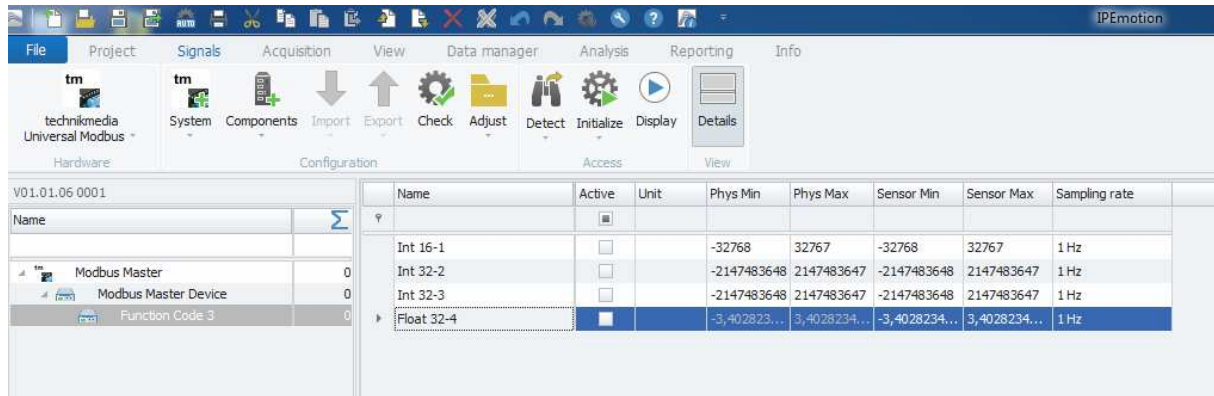 AUTO
IPEmotion
File Project Signals Acquisition View Data manager Analysis Reporting Info
tm tm
technikmedia Universal Modbus System Components Import Export Check Adjust Detect Initialize Display Details
Hardware Configuration Access View
V01.01.06 0001
Name Σ
Name Active Unit Phys Min Phys Max Sensor Min Sensor Max Sampling rate
Int 16-1 -32768 32767 -32768 32767 1 Hz
tm Modbus Master 0
Int 32-2 -2147483648 2147483647 -2147483648 2147483647 1 Hz
Modbus Master Device 0
Int 32-3 -2147483648 2147483647 -2147483648 2147483647 1 Hz
Function Code 3 0
Float 32-4 -3,402823... 3,4028234... -3,4028234... 3,4028234... 1 Hz